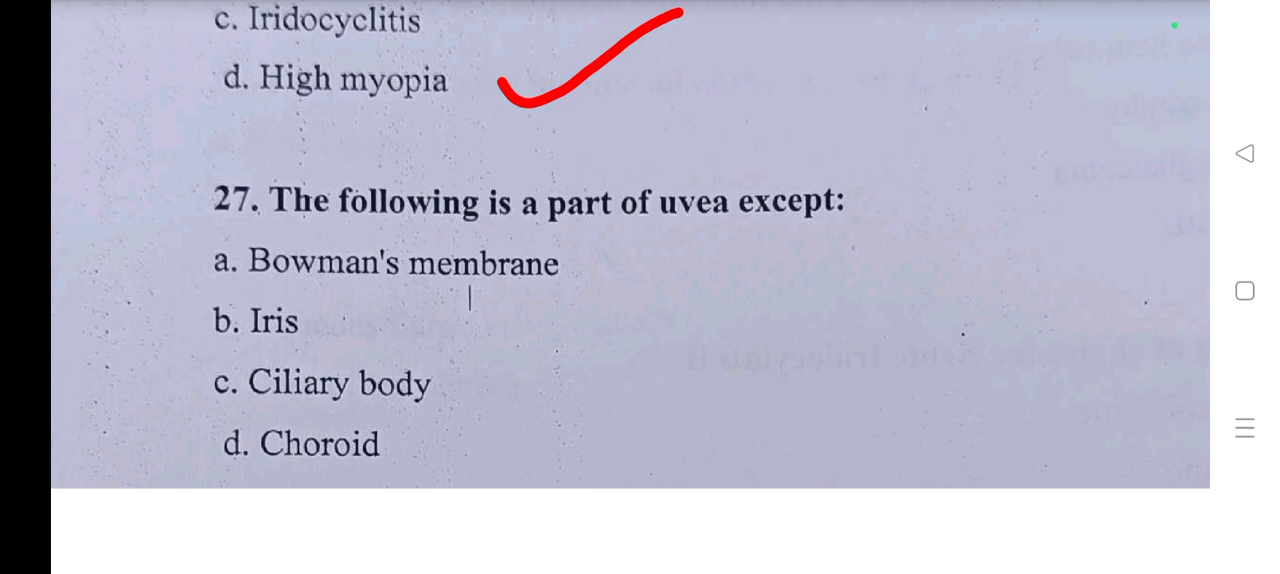 c. Iridocyclitis
d. High myopia
27. The following is a part of uvea except:
a. Bowman's membrane
b. Iris
c. Ciliary body
d. Choroid